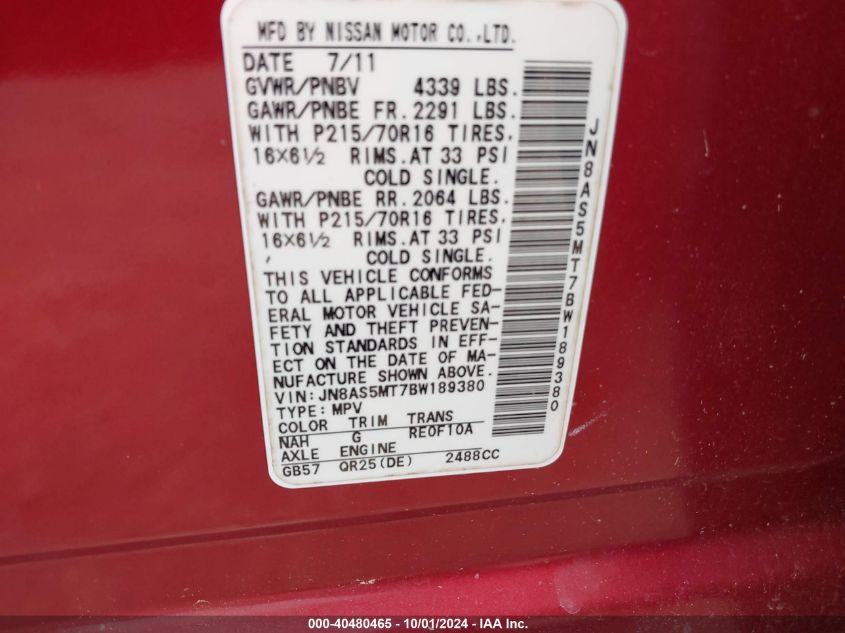 MFD BY NISSAN MOTOR CO.,LTD.
DATE 7/11
GVWR/PNBV 4339 LBS.
GAWR/PNBE FR. 2291 LBS.
WITH P215/70R16 TIRES.
16X6½ RIMS.AT 33 PSI
COLD SINGLE.
GAWR/PNBE RR. 2064 LBS.
WITH P215/70R16 TIRES.
16X6½ RIMS.AT 33 PSI
, COLD SINGLE.
THIS VEHICLE CONFORMS
TO ALL APPLICABLE FED-
ERAL MOTOR VEHICLE SA-
FETY AND THEFT PREVEN-
TION STANDARDS IN EFF-
ECT ON THE DATE OF MA-
NUFACTURE SHOWN ABOVE.
VIN:JN8AS5MT7BW189380
TYPE: MPV
COLOR TRIM TRANS
NAH G RE0F10A
AXLE ENGINE
GB57 QR25(DE) 2488CC
JN8AS5MT7BW189380
000-40480465 - 10/01/2024 - IAA Inc.